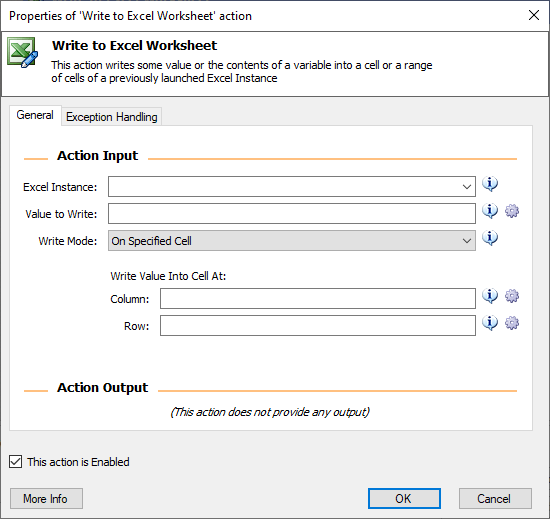 Properties of 'Write to Excel Worksheet' action
Write to Excel Worksheet
This action writes some value or the contents of a variable into a cell or a range
of cells of a previously launched Excel Instance
General
Exception Handling
Action Input
Excel Instance:
Value to Write:
Write Mode:
On Specified Cell
Write Value Into Cell At:
Column:
Row:
Action Output
(This action does not provide any output)
This action is Enabled
More Info
OK
Cancel